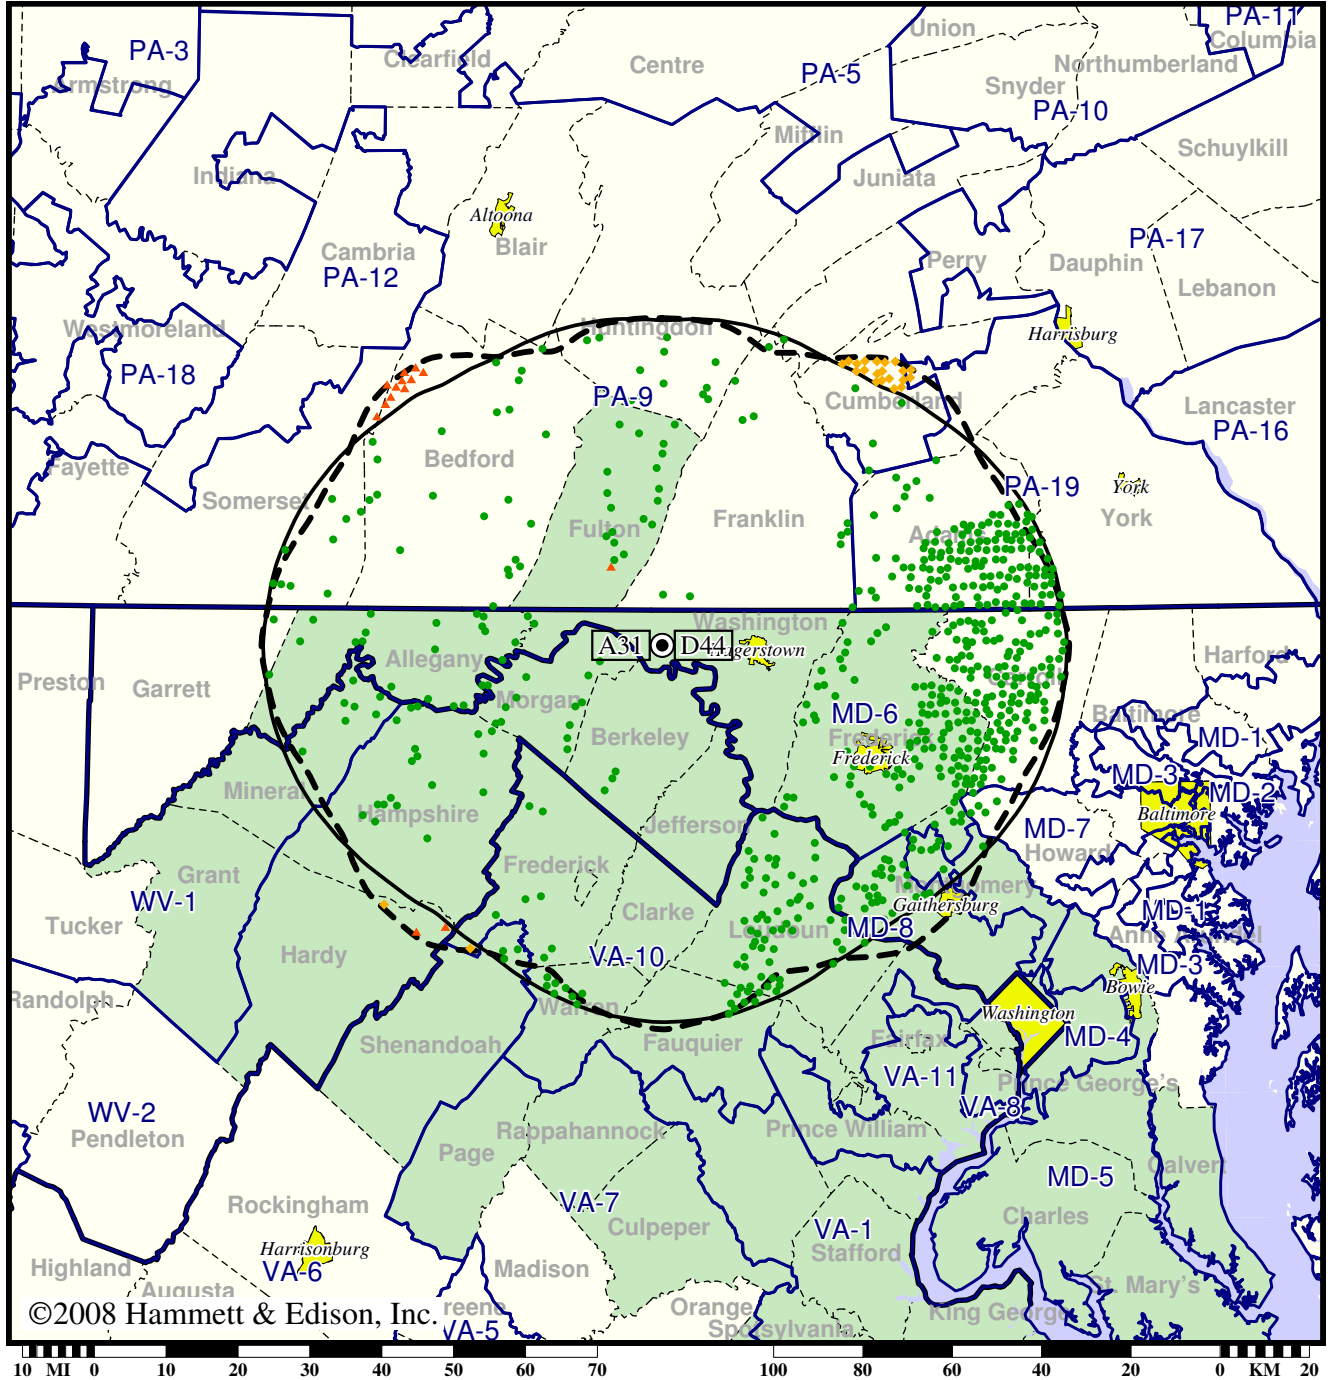 PA-11
Union
Columbia
PA-3
Clearfield
Centre
PA-5
Northumberland
Armstrong
Snyder
PA-10
Mifflin
Schuylkill
Indiana
Juniata
Altoona
Blair
Cambria
PA-12
PA-17
Perry
Dauphin
Lebanon
Westmoreland
Huntingdon
Harrisburg
PA-18
PA-9
Cumberland
Lancaster
PA-16
Fayette
Bedford
Somerset
PA-19
York
Fulton
Franklin
Adams
York
Washington
A31
D44
Hagerstown
Allegany
Harford
Preston
Garrett
Carroll
Morgan
MD-6
Baltimore
Berkeley
Frederick
MD-1
Frederick
MD-3
Mineral
MD-2
Hampshire
Jefferson
Baltimore
MD-7
Howard
Frederick
Grant
Montgomery
WV-1
Gaithersburg
Clarke
MD-1
Tucker
Loudoun
MD-8
Anne Arundel
Hardy
VA-10
MD-3
Bowie
Randolph
Warren
Washington
Shenandoah
Fauquier
Fairfax
MD-4
VA-11
Prince George's
WV-2
VA-8
Pendleton
Rappahannock
Prince William
Page
Calvert
MD-5
Rockingham
VA-7
Culpeper
VA-1
Charles
Harrisonburg
Stafford
VA-6
Highland
Madison
Augusta
St. Mary's
©2008 Hammett & Edison, Inc.
Greene
Orange
King George
VA-5
Spotsylvania
10 MI 0 10 20 30 40 50 60 70 100 80 60 40 20 0 KM 20